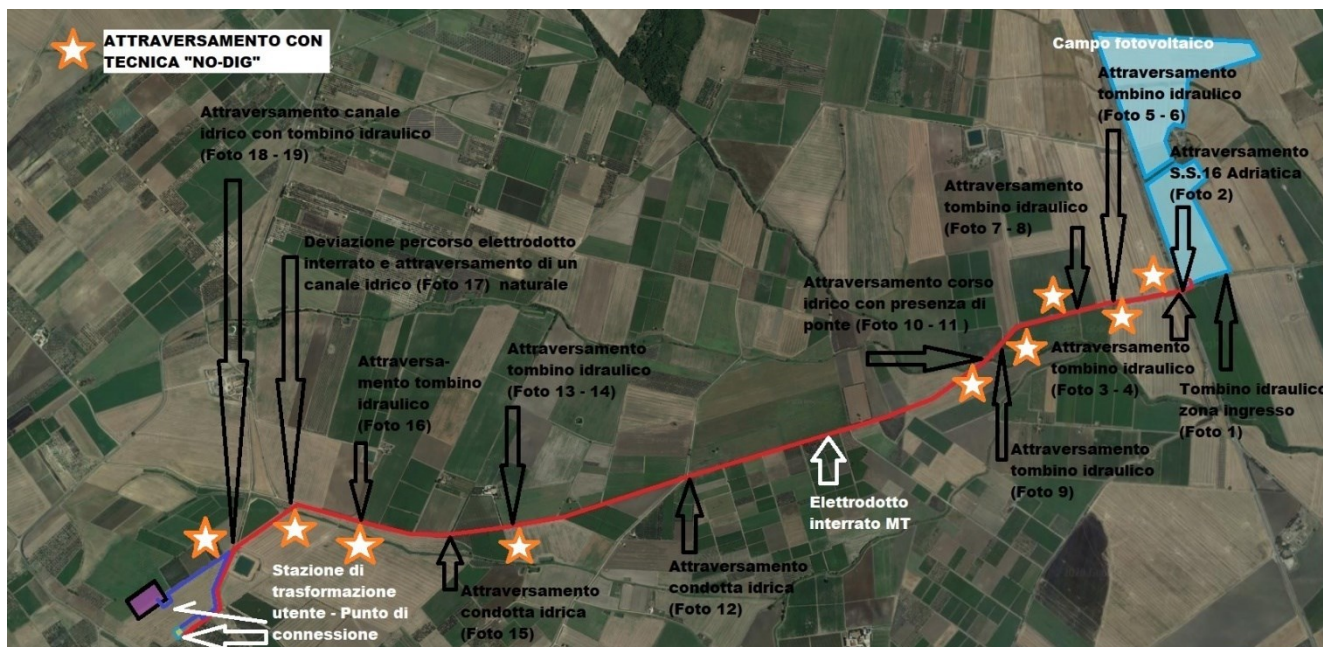 ATTRAVERSAMENTO CON
TECNICA "NO-DIG"
Campo fotovoltaico
Attraversamento
tombino idraulico
(Foto 5 - 6)
Attraversamento canale
idrico con tombino idraulico
(Foto 18 - 19)
Attraversamento
S.S.16 Adriatica
(Foto 2)
Attraversamento
tombino idraulico
(Foto 7 - 8)
Deviazione percorso elettrodotto
interrato e attraversamento di un
canale idrico (Foto 17) naturale
Attraversamento corso
idrico con presenza di
ponte (Foto 10 - 11 )
Attraversa-
mento tombino
idraulico
(Foto 16)
Attraversamento
tombino idraulico
(Foto 13 - 14)
Attraversamento
tombino idraulico
(Foto 3 - 4)
Tombino idraulico
zona ingresso
(Foto 1)
Attraversamento
tombino idraulico
(Foto 9)
Elettrodotto
interrato MT
Attraversamento
condotta idrica
(Foto 12)
Attraversamento
condotta idrica
(Foto 15)
Stazione di
trasformazione
utente - Punto di
connessione